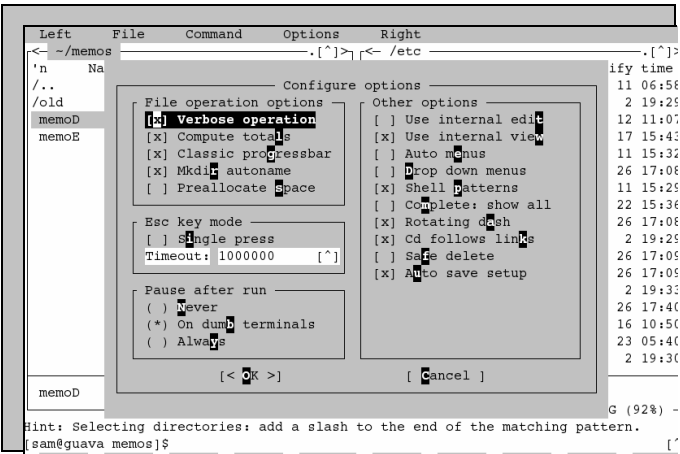 Left File Command Options Right
<— ~/memos .[^]> <— /etc .[^]>
'n Na ify time
Configure options
/.. 11 06:58
/old File operation options Other options 2 19:29
memoD [x] Verbose operation [ ] Use internal edit 12 11:07
memoE [x] Compute totals [x] Use internal view 17 15:43
[x] Classic progressbar [ ] Auto menus 11 15:32
[x] Mkdir autoname [ ] Drop down menus 26 17:08
[ ] Preallocate space [x] Shell patterns 11 15:29
[ ] Complete: show all 22 15:36
Esc key mode [x] Rotating dash 26 17:08
[ ] Single press [x] Cd follows links 2 19:29
Timeout: 1000000 [^] [ ] Safe delete 26 17:09
[x] Auto save setup 26 17:09
Pause after run 2 19:33
( ) Never 26 17:40
(*) On dumb terminals 16 10:50
( ) Always 23 05:40
2 19:30
[< OK >] [ Cancel ]
memoD
G (92%) -
Hint: Selecting directories: add a slash to the end of the matching pattern.
[sam@guava memos]$ [^